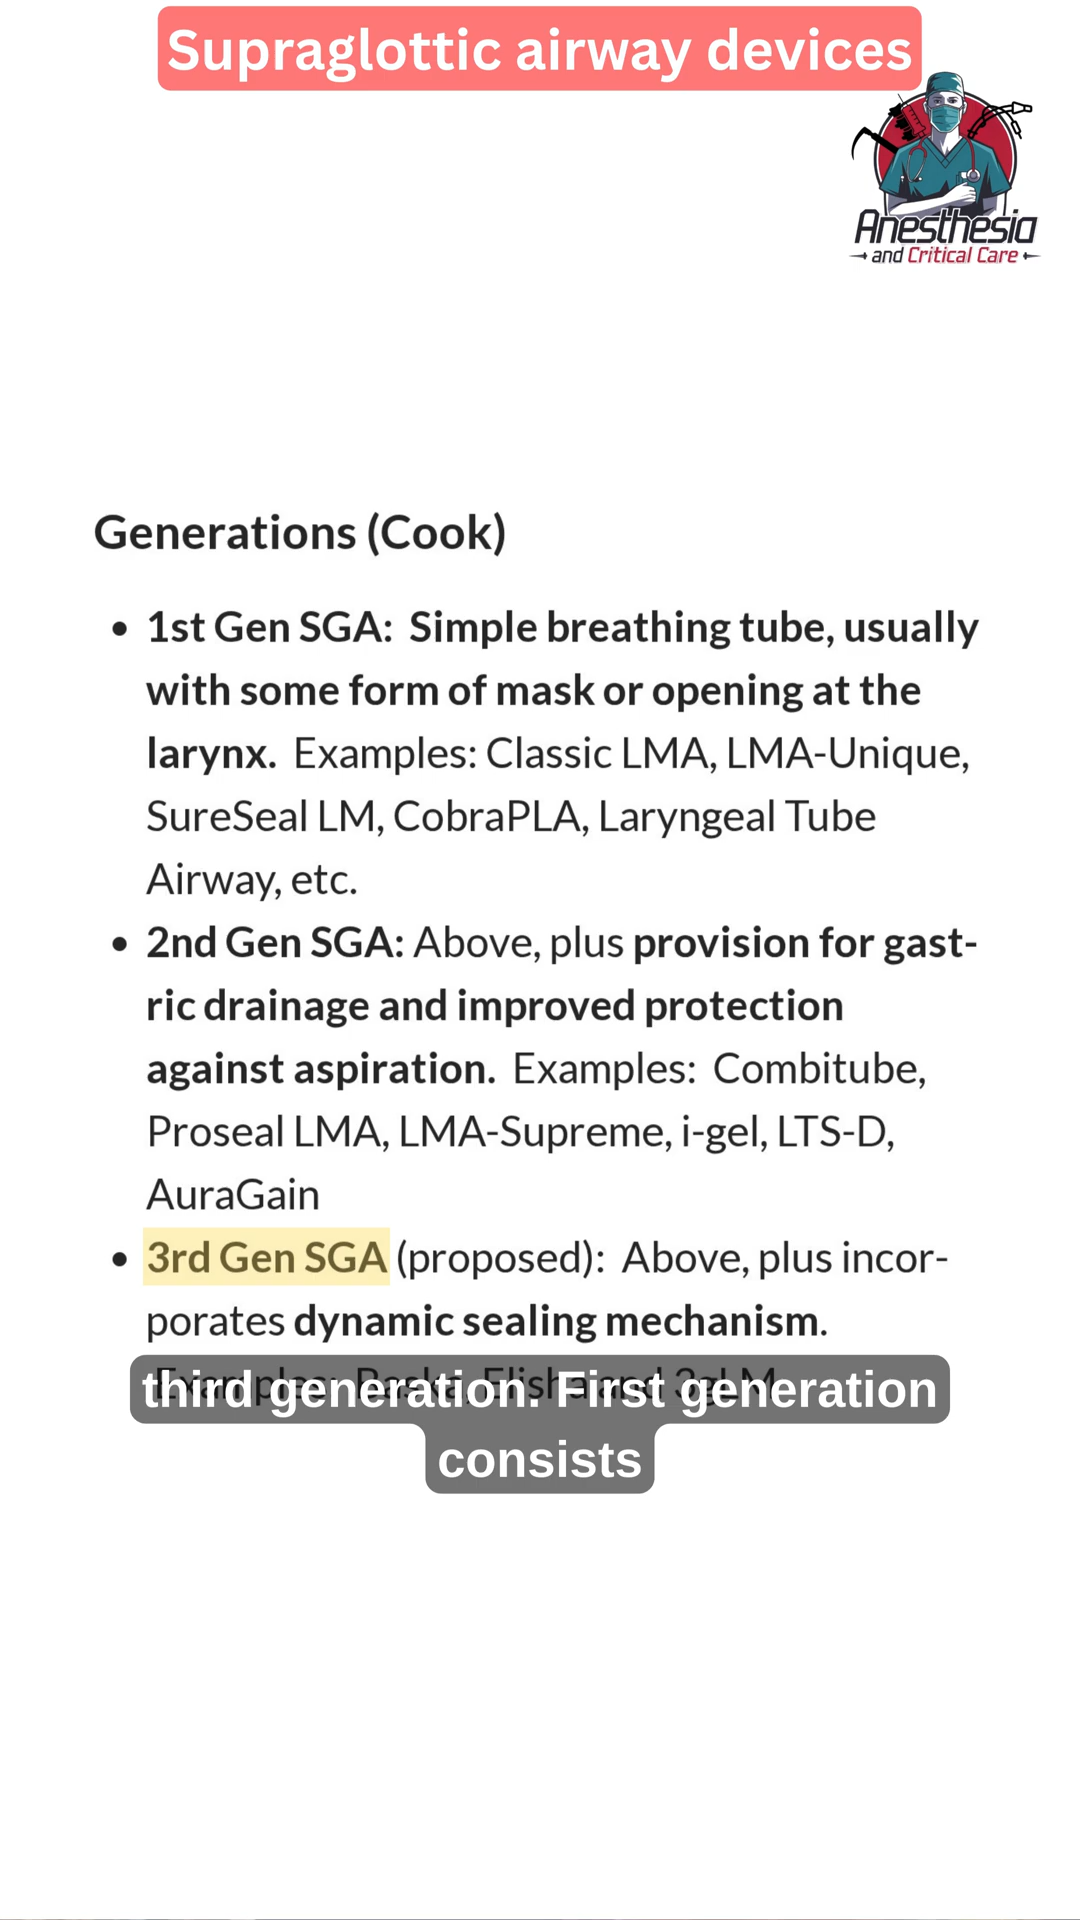 Supraglottic airway devices
Anesthesia
and Critical Care
Generations (Cook)
• 1st Gen SGA: Simple breathing tube, usually
with some form of mask or opening at the
larynx. Examples: Classic LMA, LMA-Unique,
SureSeal LM, CobraPLA, Laryngeal Tube
Airway, etc.
• 2nd Gen SGA: Above, plus provision for gast-
ric drainage and improved protection
against aspiration. Examples: Combitube,
Proseal LMA, LMA-Supreme, i-gel, LTS-D,
AuraGain
• 3rd Gen SGA (proposed): Above, plus incor-
porates dynamic sealing mechanism.
Examples:
third generation. First generation
consists